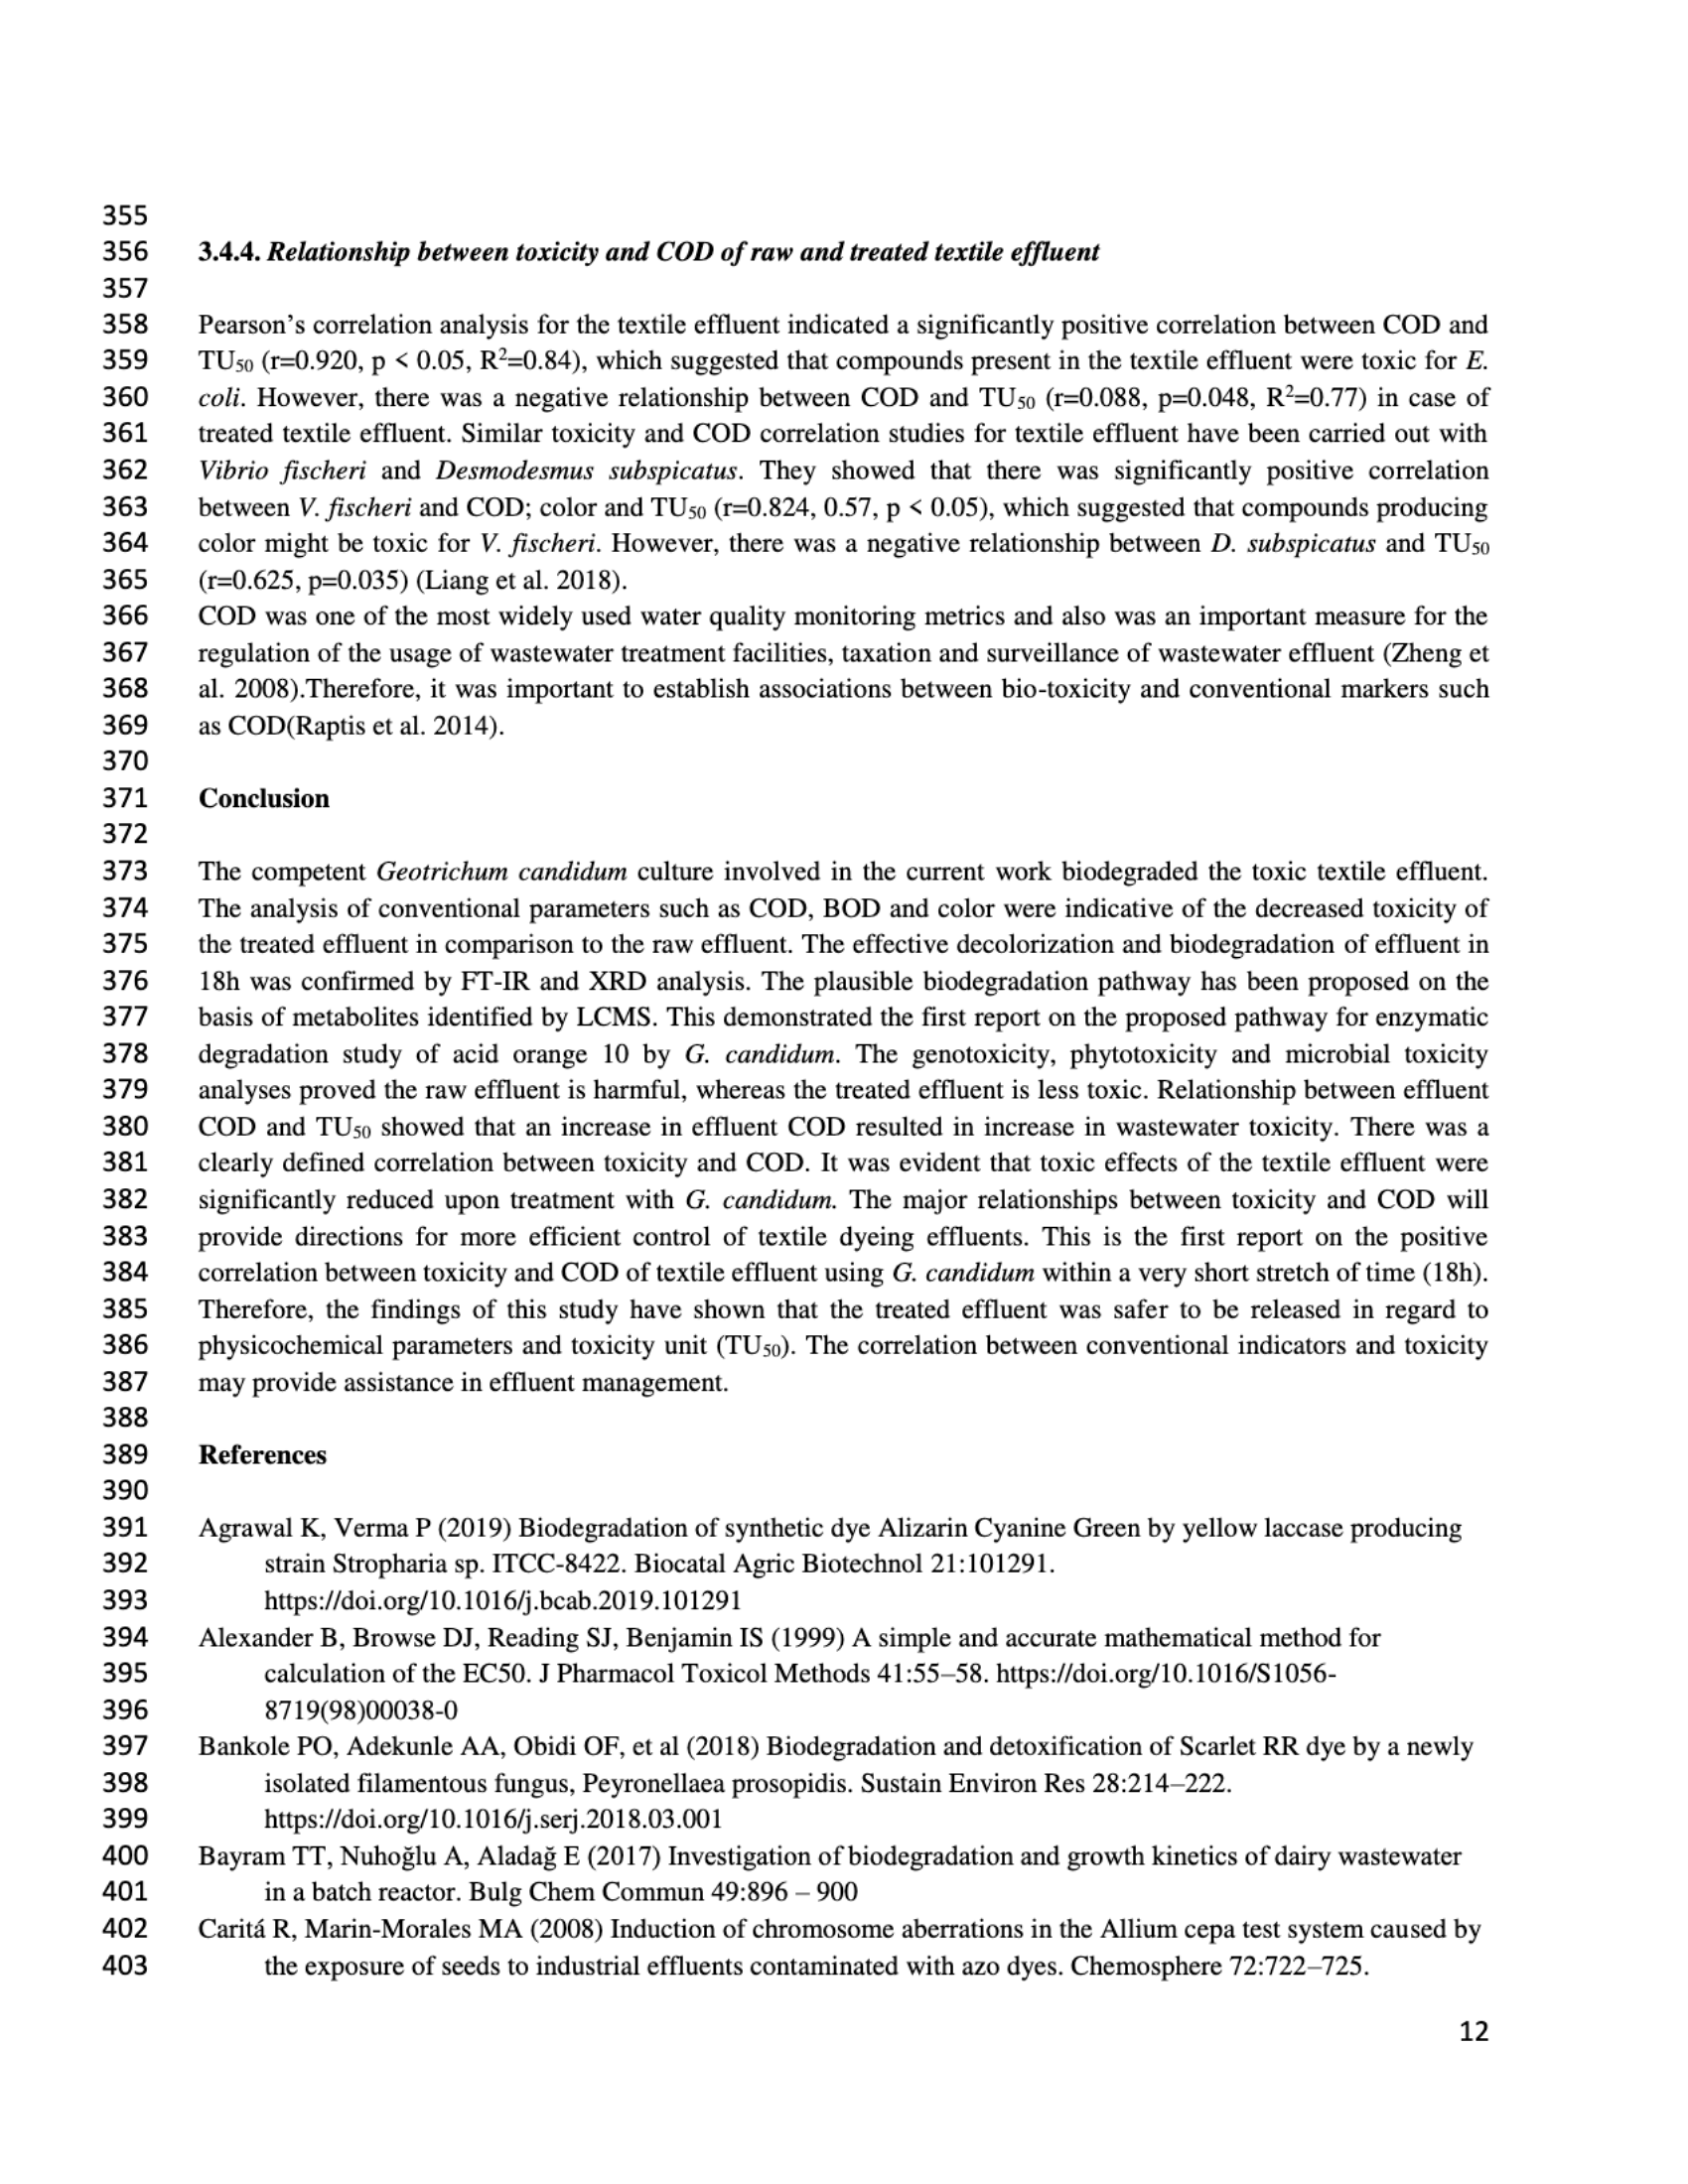 355
356 3.4.4. Relationship between toxicity and COD of raw and treated textile effluent
357
358 Pearson’s correlation analysis for the textile effluent indicated a significantly positive correlation between COD and
359 TU50 (r=0.920, p < 0.05, R2=0.84), which suggested that compounds present in the textile effluent were toxic for E.
360 coli. However, there was a negative relationship between COD and TU50 (r=0.088, p=0.048, R2=0.77) in case of
361 treated textile effluent. Similar toxicity and COD correlation studies for textile effluent have been carried out with
362 Vibrio fischeri and Desmodesmus subspicatus. They showed that there was significantly positive correlation
363 between V. fischeri and COD; color and TU50 (r=0.824, 0.57, p < 0.05), which suggested that compounds producing
364 color might be toxic for V. fischeri. However, there was a negative relationship between D. subspicatus and TU50
365 (r=0.625, p=0.035) (Liang et al. 2018).
366 COD was one of the most widely used water quality monitoring metrics and also was an important measure for the
367 regulation of the usage of wastewater treatment facilities, taxation and surveillance of wastewater effluent (Zheng et
368 al. 2008).Therefore, it was important to establish associations between bio-toxicity and conventional markers such
369 as COD(Raptis et al. 2014).
370
371 Conclusion
372
373 The competent Geotrichum candidum culture involved in the current work biodegraded the toxic textile effluent.
374 The analysis of conventional parameters such as COD, BOD and color were indicative of the decreased toxicity of
375 the treated effluent in comparison to the raw effluent. The effective decolorization and biodegradation of effluent in
376 18h was confirmed by FT-IR and XRD analysis. The plausible biodegradation pathway has been proposed on the
377 basis of metabolites identified by LCMS. This demonstrated the first report on the proposed pathway for enzymatic
378 degradation study of acid orange 10 by G. candidum. The genotoxicity, phytotoxicity and microbial toxicity
379 analyses proved the raw effluent is harmful, whereas the treated effluent is less toxic. Relationship between effluent
380 COD and TU50 showed that an increase in effluent COD resulted in increase in wastewater toxicity. There was a
381 clearly defined correlation between toxicity and COD. It was evident that toxic effects of the textile effluent were
382 significantly reduced upon treatment with G. candidum. The major relationships between toxicity and COD will
383 provide directions for more efficient control of textile dyeing effluents. This is the first report on the positive
384 correlation between toxicity and COD of textile effluent using G. candidum within a very short stretch of time (18h).
385 Therefore, the findings of this study have shown that the treated effluent was safer to be released in regard to
386 physicochemical parameters and toxicity unit (TU50). The correlation between conventional indicators and toxicity
387 may provide assistance in effluent management.
388
389 References
390
391 Agrawal K, Verma P (2019) Biodegradation of synthetic dye Alizarin Cyanine Green by yellow laccase producing
392 strain Stropharia sp. ITCC-8422. Biocatal Agric Biotechnol 21:101291.
393 https://doi.org/10.1016/j.bcab.2019.101291
394 Alexander B, Browse DJ, Reading SJ, Benjamin IS (1999) A simple and accurate mathematical method for
395 calculation of the EC50. J Pharmacol Toxicol Methods 41:55–58. https://doi.org/10.1016/S1056-
396 8719(98)00038-0
397 Bankole PO, Adekunle AA, Obidi OF, et al (2018) Biodegradation and detoxification of Scarlet RR dye by a newly
398 isolated filamentous fungus, Peyronellaea prosopidis. Sustain Environ Res 28:214–222.
399 https://doi.org/10.1016/j.serj.2018.03.001
400 Bayram TT, Nuhoğlu A, Aladağ E (2017) Investigation of biodegradation and growth kinetics of dairy wastewater
401 in a batch reactor. Bulg Chem Commun 49:896 – 900
402 Caritá R, Marin-Morales MA (2008) Induction of chromosome aberrations in the Allium cepa test system caused by
403 the exposure of seeds to industrial effluents contaminated with azo dyes. Chemosphere 72:722–725.
12